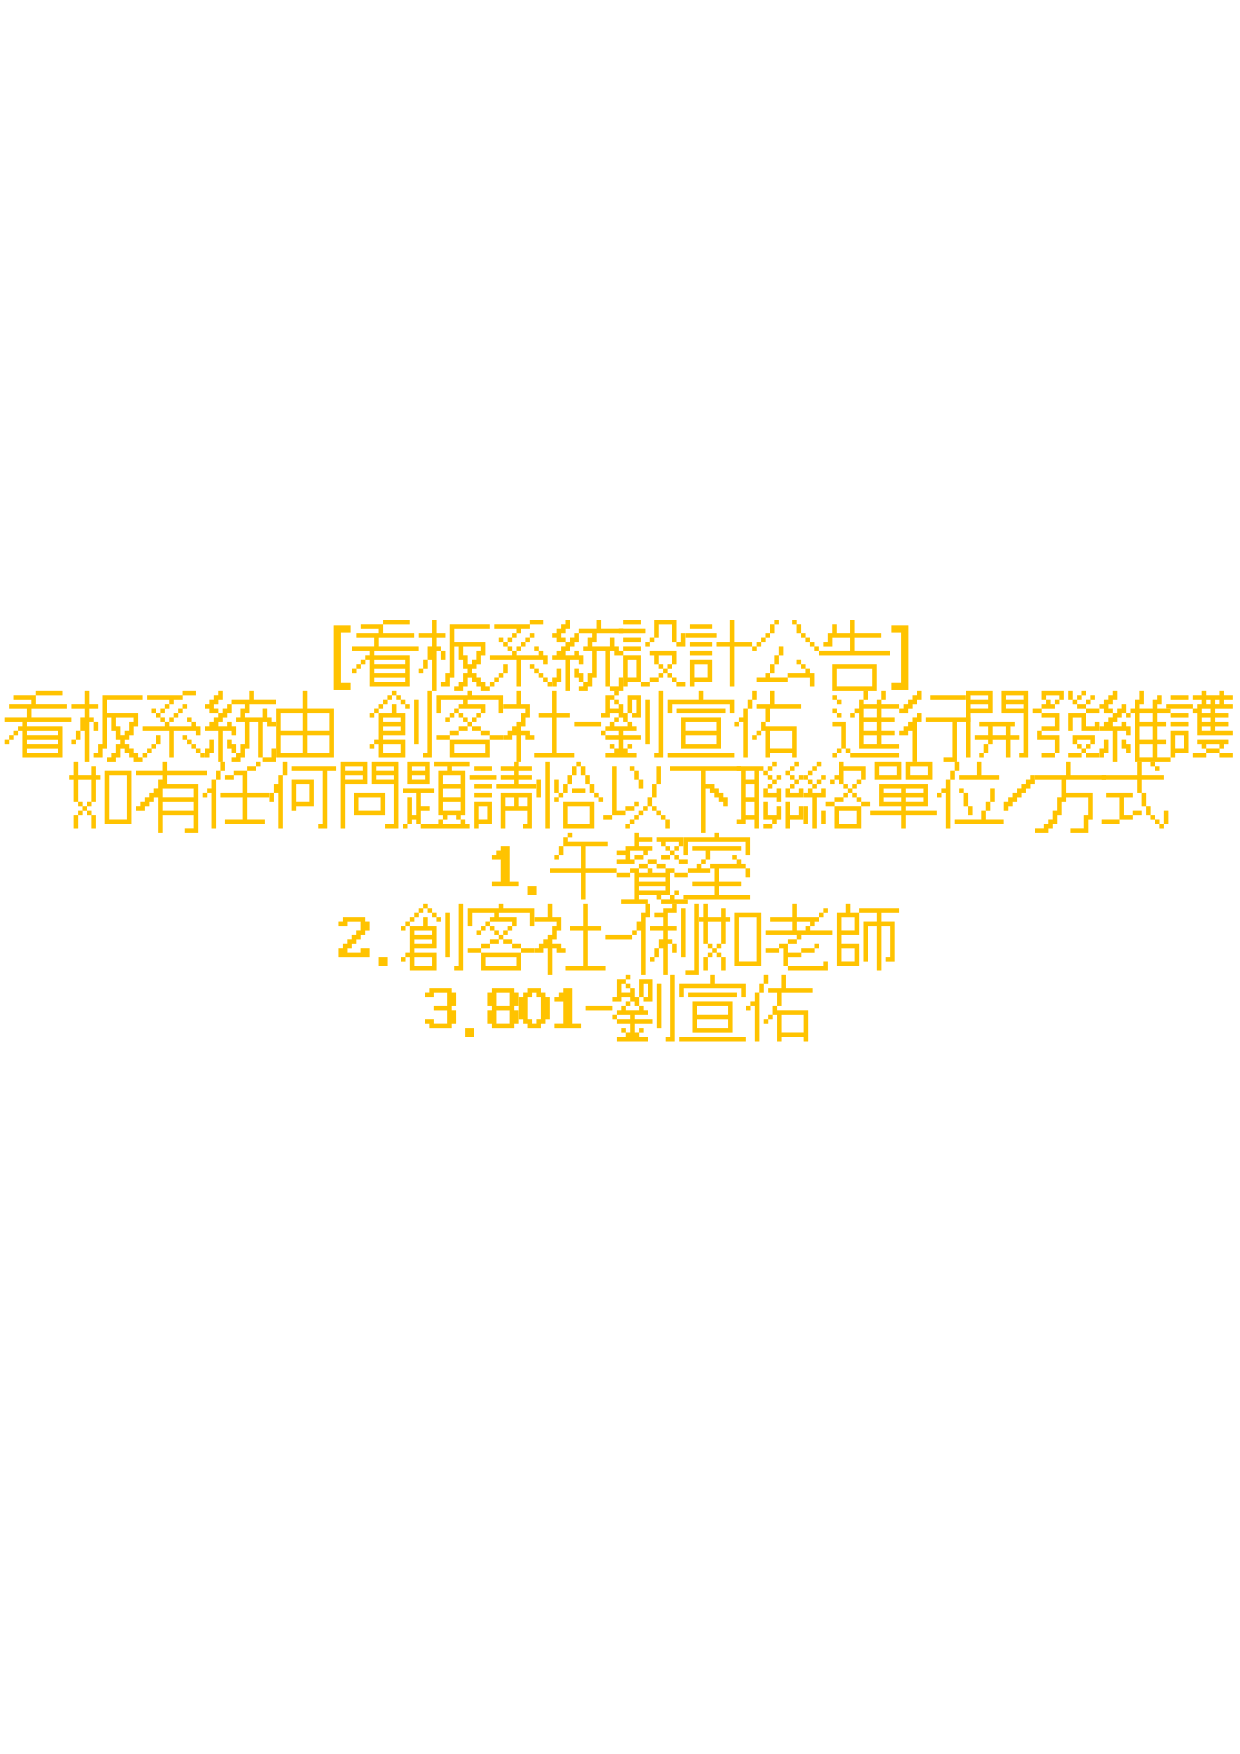 [看板系統設計公告]
看板系統由 創客社-劉宣佑 進行開發維護
如有任何問題請恰以下聯絡單位/方式
1.午餐室
2.創客社-俐如老師
3.801-劉宣佑